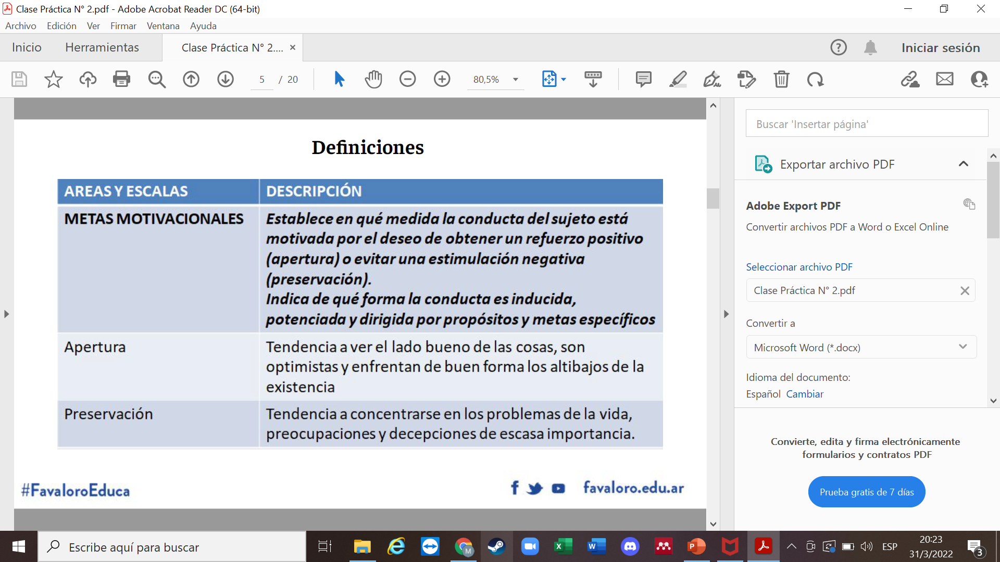 Clase Práctica N° 2.pdf - Adobe Acrobat Reader DC (64-bit)
Archivo Edición Ver Firmar Ventana Ayuda
Inicio Herramientas Clase Práctica N° 2.... ×
Iniciar sesión
5 / 20
80,5%
Definiciones
AREAS Y ESCALAS DESCRIPCIÓN
METAS MOTIVACIONALES Establece en qué medida la conducta del sujeto está
motivada por el deseo de obtener un refuerzo positivo
(apertura) o evitar una estimulación negativa
(preservación).
Indica de qué forma la conducta es inducida,
potenciada y dirigida por propósitos y metas específicos
Apertura Tendencia a ver el lado bueno de las cosas, son
optimistas y enfrentan de buen forma los altibajos de la
existencia
Preservación Tendencia a concentrarse en los problemas de la vida,
preocupaciones y decepciones de escasa importancia.
#FavaloroEduca
favaloro.edu.ar
Buscar 'Insertar página'
Exportar archivo PDF
Adobe Export PDF
Convertir archivos PDF a Word o Excel Online
Seleccionar archivo PDF
Clase Práctica N° 2.pdf
Convertir a
Microsoft Word (*.docx)
Idioma del documento:
Español Cambiar
Convierte, edita y firma electrónicamente
formularios y contratos PDF
Prueba gratis de 7 días
Escribe aquí para buscar
M
ESP
20:23
31/3/2022
3